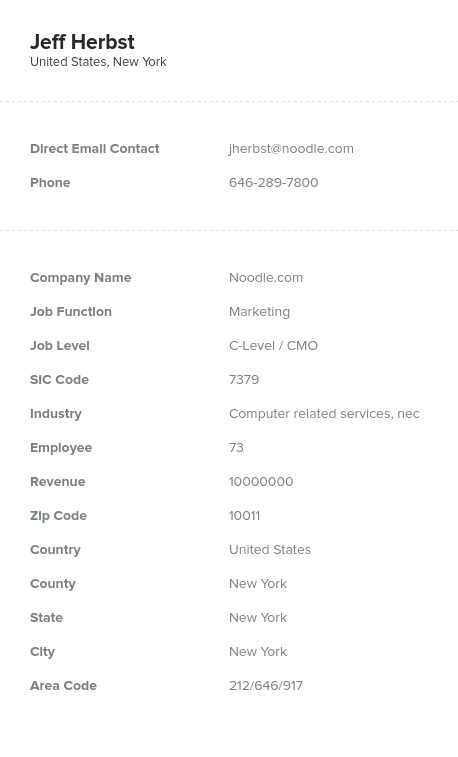 Jeff Herbst
United States, New York
Direct Email Contact jherbst@noodle.com
Phone 646-289-7800
Company Name Noodle.com
Job Function Marketing
Job Level C-Level / CMO
SIC Code 7379
Industry Computer related services, nec
Employee 73
Revenue 10000000
Zip Code 10011
Country United States
County New York
State New York
City New York
Area Code 212/646/917